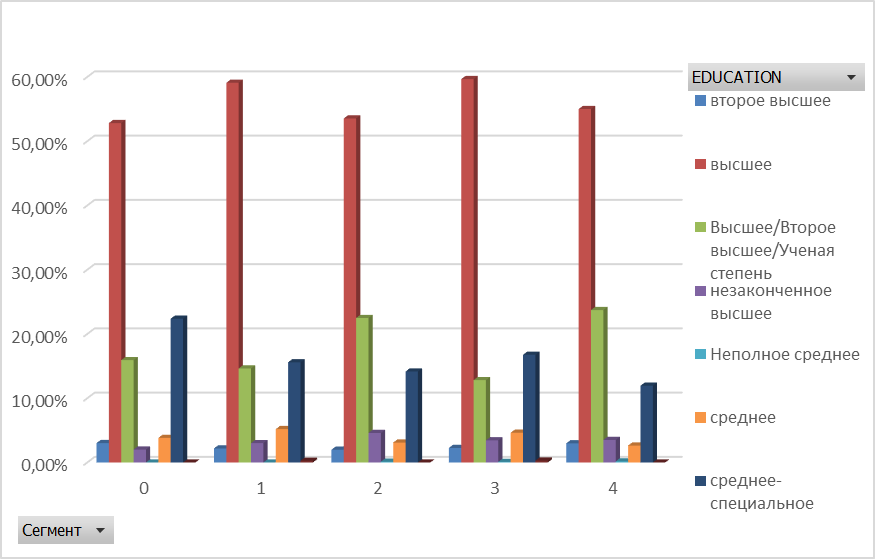 60,00%
50,00%
40,00%
30,00%
20,00%
10,00%
0,00%
0 1 2 3 4
EDUCATION
второе высшее
высшее
Высшее/Второе
высшее/Ученая
степень
незаконченное
высшее
Неполное среднее
среднее
среднее-
специальное
Сегмент